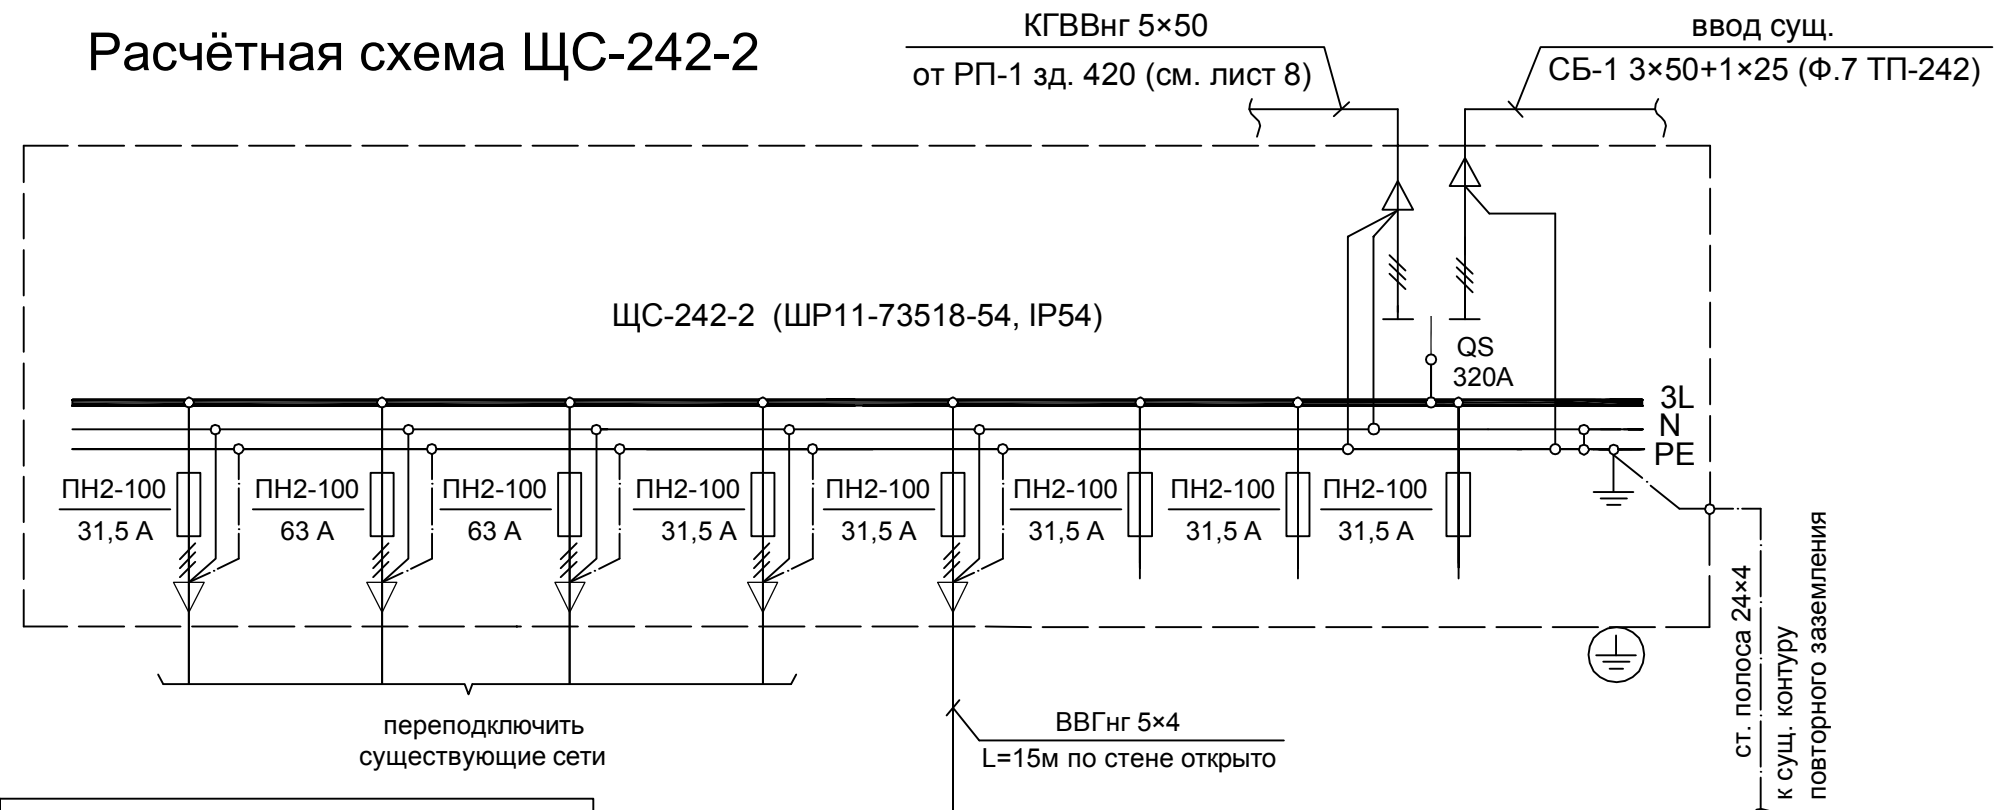 Расчётная схема ЩС-242-2
КГВВнг 5×50
от РП-1 зд. 420 (см. лист 8)
ввод сущ.
СБ-1 3×50+1×25 (Ф.7 ТП-242)
ЩС-242-2 (ШР11-73518-54, IP54)
QS
320А
3L
N
PE
ПН2-100
31,5 А
ПН2-100
63 А
ПН2-100
63 А
ПН2-100
31,5 А
ПН2-100
31,5 А
ПН2-100
31,5 А
ПН2-100
31,5 А
ПН2-100
31,5 А
переподключить
существующие сети
ВВГнг 5×4
L=15м по стене открыто
ст. полоса 24×4
к сущ. контуру
повторного заземления